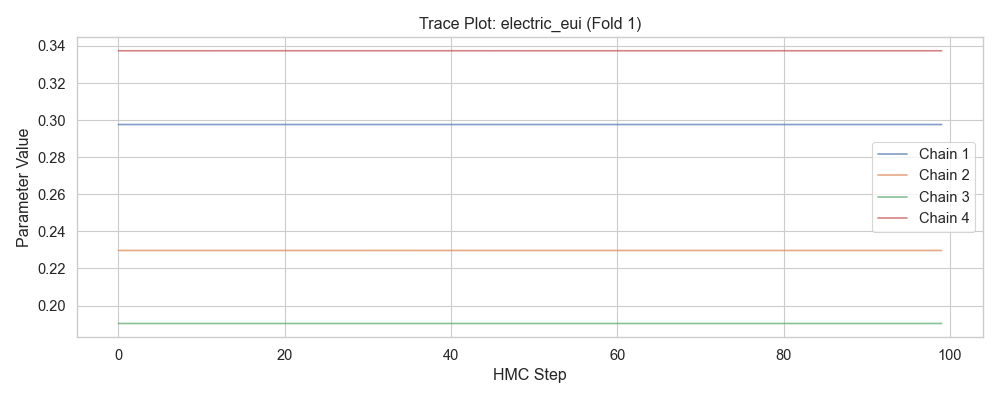 Trace Plot: electric_eui (Fold 1)
Parameter Value
0.34
0.32
0.30
0.28
0.26
0.24
0.22
0.20
Chain 1
Chain 2
Chain 3
Chain 4
0 20 40 60 80 100
HMC Step